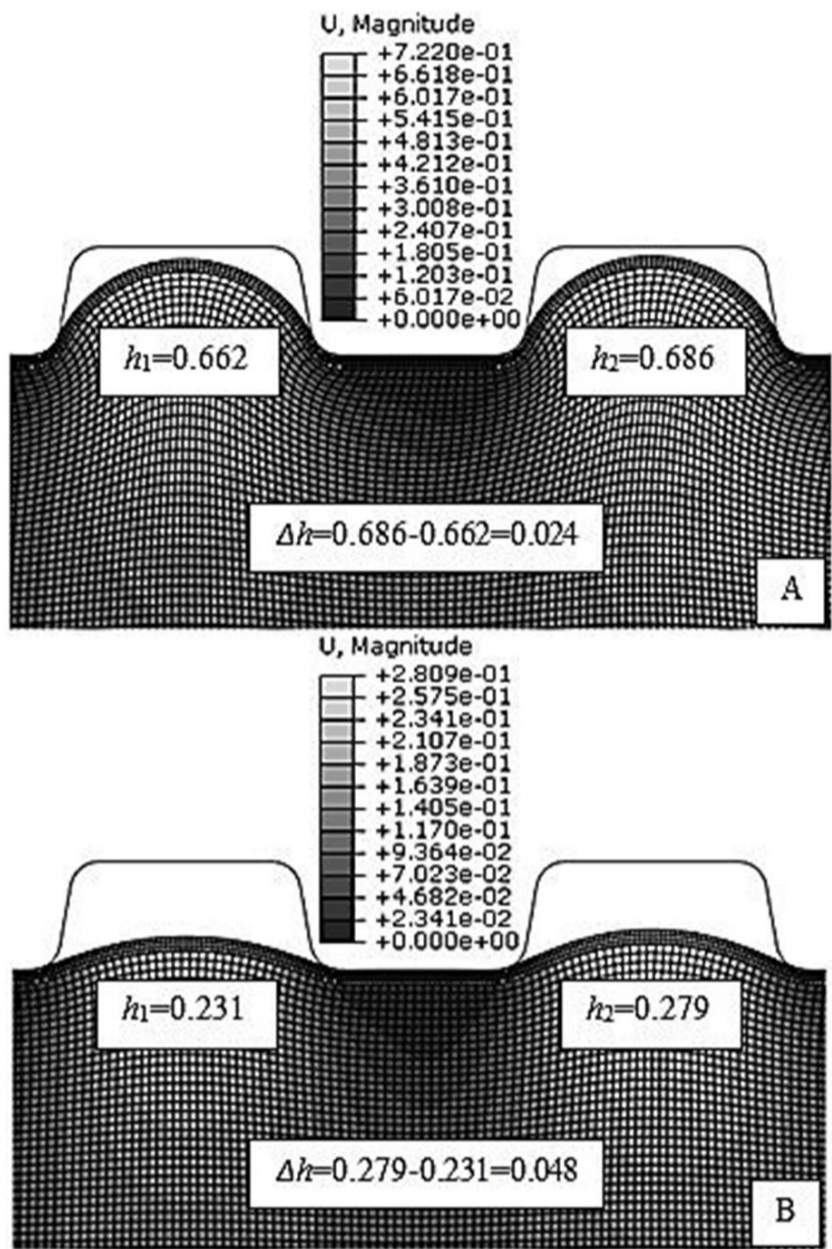 U, Magnitude
+7.220e-01
+6.618e-01
+6.017e-01
+5.415e-01
+4.813e-01
+4.212e-01
+3.610e-01
+3.008e-01
+2.407e-01
+1.805e-01
+1.203e-01
+6.017e-02
+0.000e+00
h₁=0.662
h₂=0.686
Δh=0.686-0.662=0.024
A
U, Magnitude
+2.809e-01
+2.575e-01
+2.341e-01
+2.107e-01
+1.873e-01
+1.639e-01
+1.405e-01
+1.170e-01
+9.364e-02
+7.023e-02
+4.682e-02
+2.341e-02
+0.000e+00
h₁=0.231
h₂=0.279
Δh=0.279-0.231=0.048
B